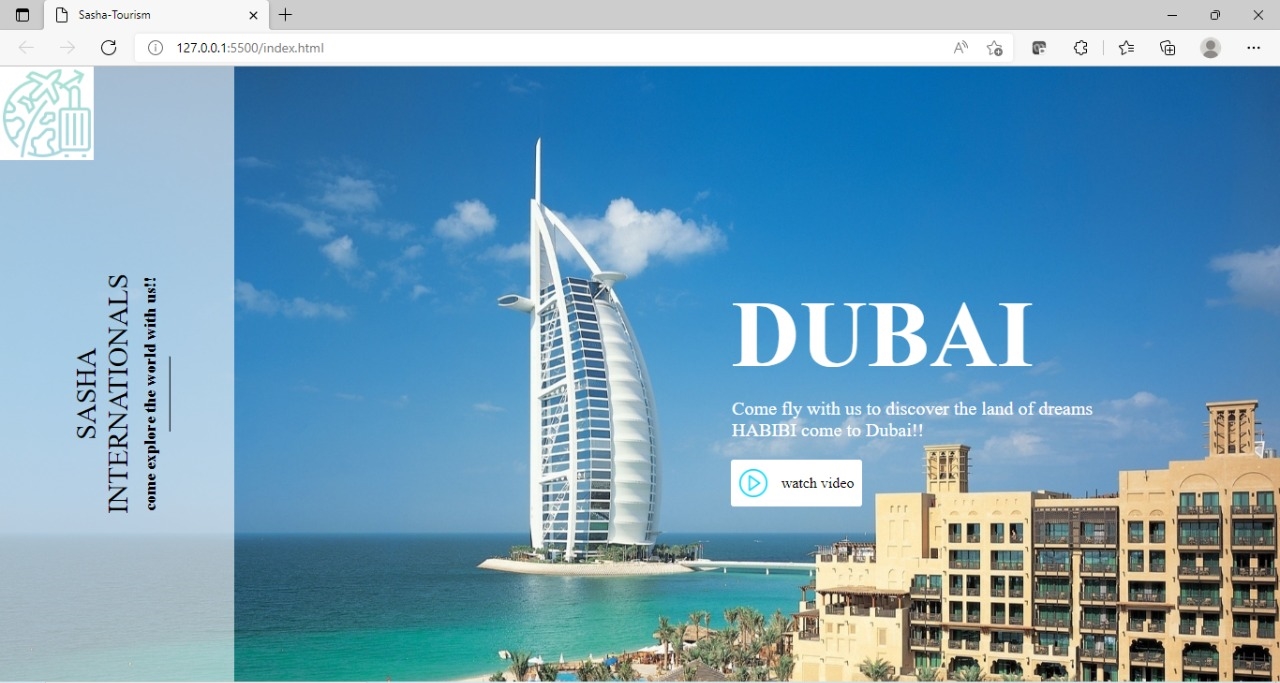 Sasha-Tourism
127.0.0.1:5500/index.html
SASHA
INTERNATIONALS
come explore the world with us!!
DUBAI
Come fly with us to discover the land of dreams
HABIBI come to Dubai!!
watch video